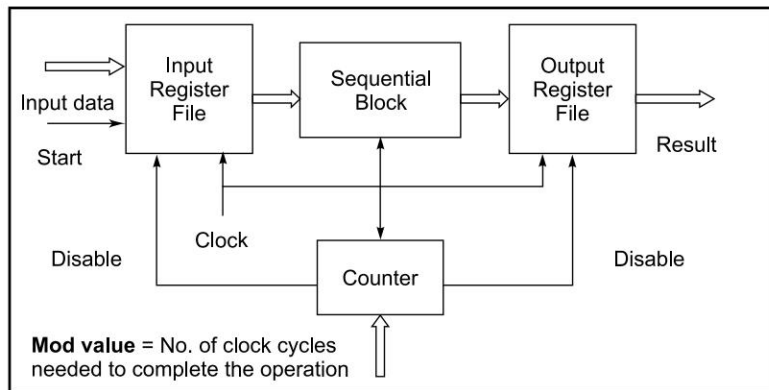 Input data
Start
Input
Register
File
Sequential
Block
Output
Register
File
Result
Clock
Disable
Counter
Disable
Mod value = No. of clock cycles
needed to complete the operation